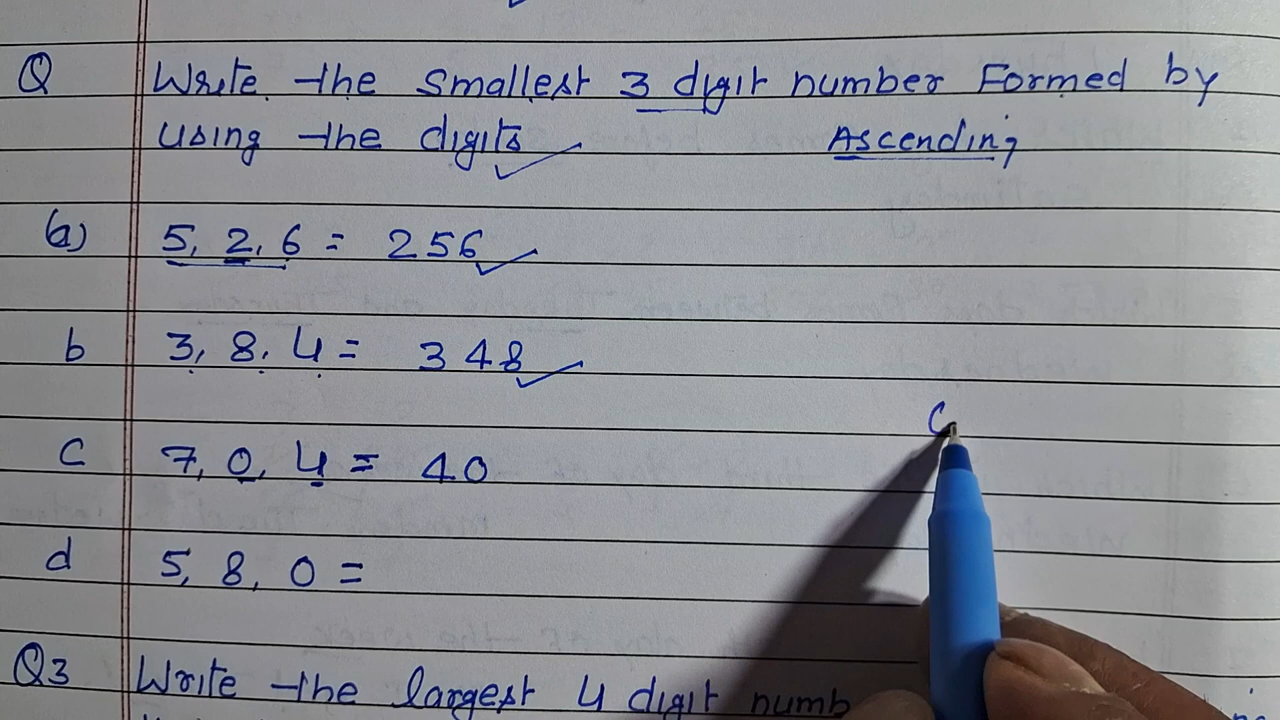 Q Write the smallest 3 digit number Formed by
using the digits Ascending
(a) 5, 2, 6 = 256
b 3, 8, 4 = 348
c 7, 0, 4 = 40
d 5, 8, 0 =
Q3 Write the largest 4 digit numb